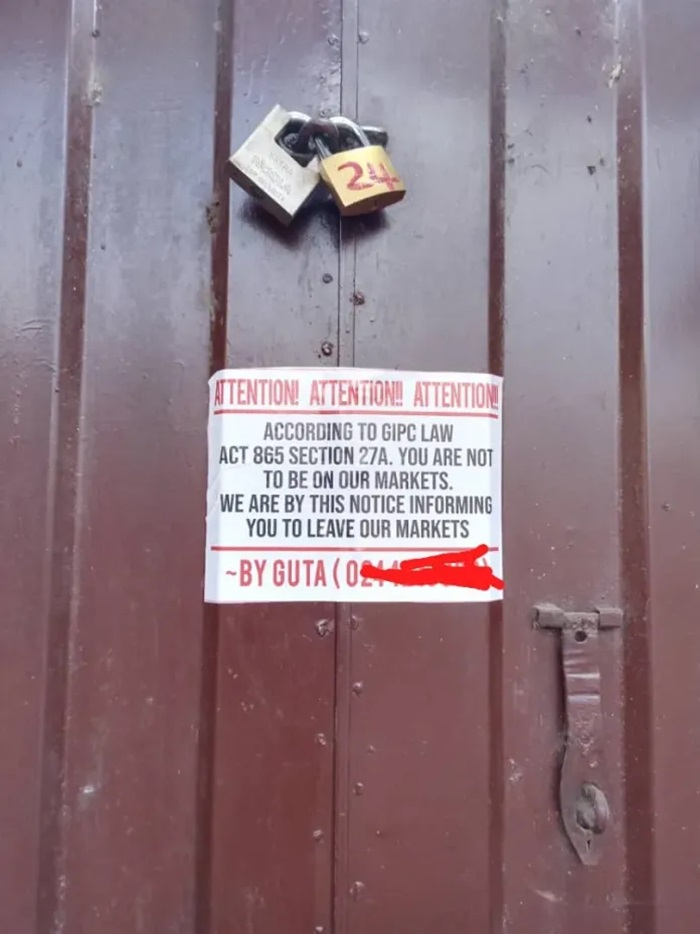 24
ATTENTION! ATTENTION!! ATTENTION!!
ACCORDING TO GIPC LAW
ACT 865 SECTION 27A. YOU ARE NOT
TO BE ON OUR MARKETS.
WE ARE BY THIS NOTICE INFORMING
YOU TO LEAVE OUR MARKETS
~BY GUTA (